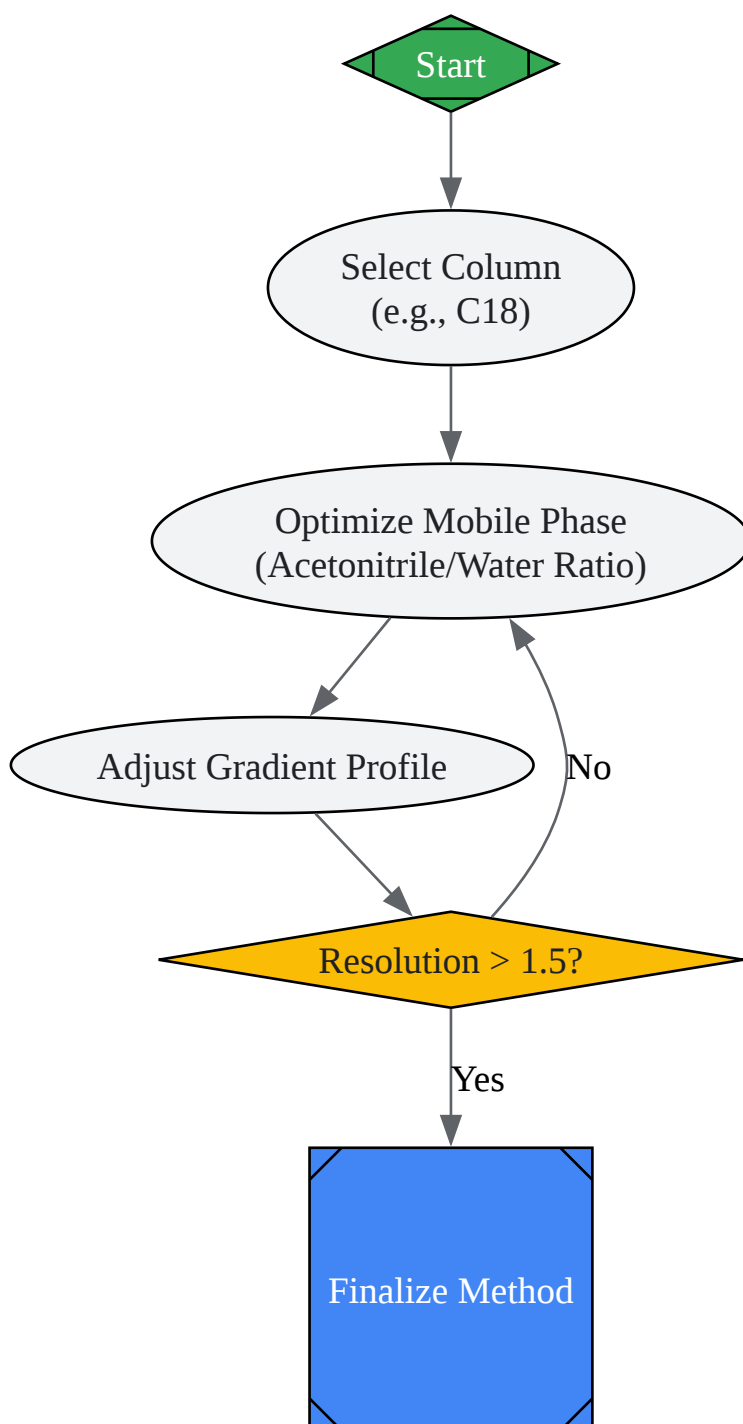 Start
Select Column
(e.g., C18)
Optimize Mobile Phase
(Acetonitrile/Water Ratio)
Adjust Gradient Profile
No
Resolution > 1.5?
Yes
Finalize Method